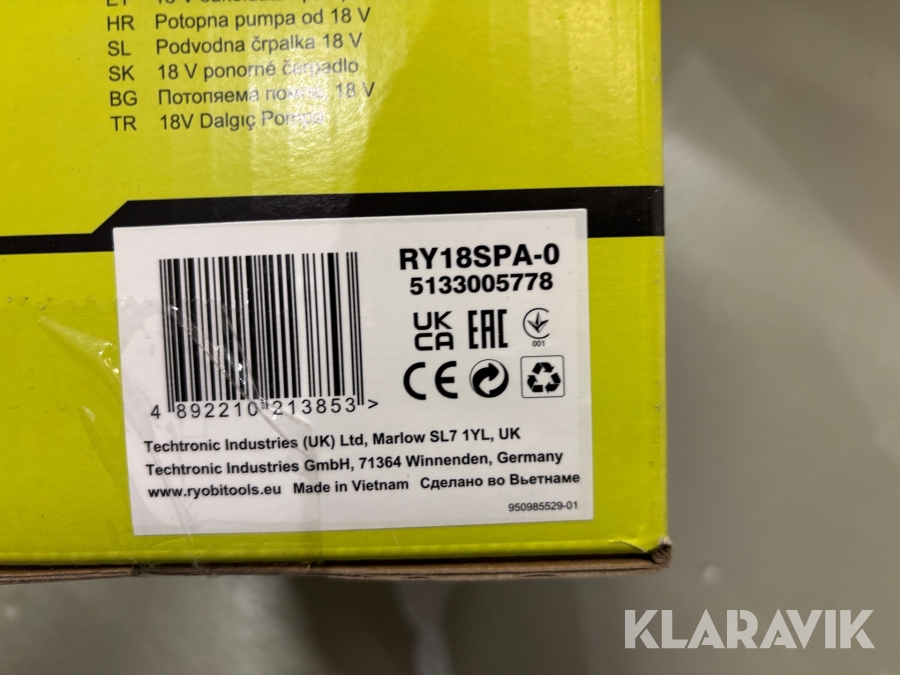 ET 18 V
HR Potopna pumpa od 18 V
SL Podvodna črpalka 18 V
SK 18 V ponorné čerpadlo
BG Потопяема помпа 18 V
TR 18V Dalgıç Pompa
RY18SPA-0
5133005778
UK
CA
EAC
001
CE
4 892210 213853 >
Techtronic Industries (UK) Ltd, Marlow SL7 1YL, UK
Techtronic Industries GmbH, 71364 Winnenden, Germany
www.ryobitools.eu Made in Vietnam Сделано во Вьетнаме
950985529-01
KLARAVIK